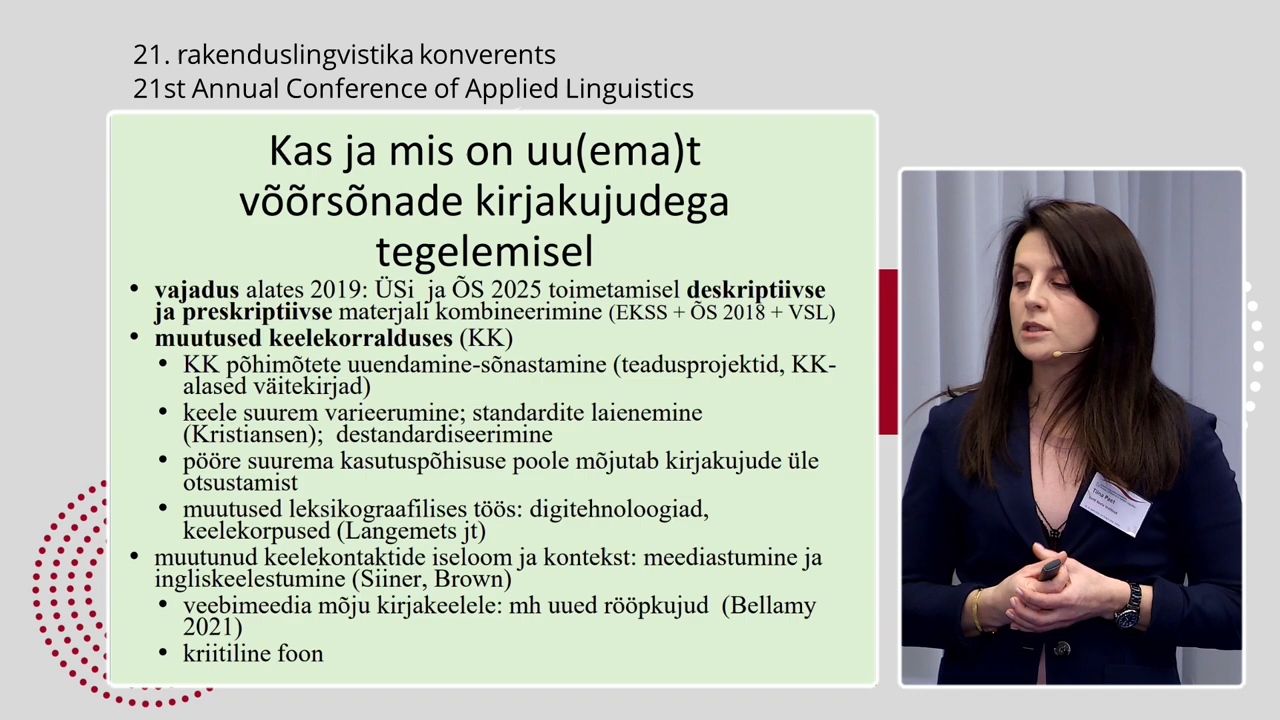 21. rakenduslingvistika konverents
21st Annual Conference of Applied Linguistics
Kas ja mis on uu(ema)t
võõrsõnade kirjakujudega
tegelemisel
• vajadus alates 2019: ÜSi ja ÕS 2025 toimetamisel deskriptiivse
ja preskriptiivse materjali kombineerimine (EKSS + ÕS 2018 + VSL)
• muutused keelekorralduses (KK)
• KK põhimõtete uuendamine-sõnastamine (teadusprojektid, KK-
alased väitekirjad)
• keele suurem varieerumine; standardite laienemine
(Kristiansen); destandardiseerimine
• pööre suurema kasutuspõhisuse poole mõjutab kirjakujude üle
otsustamist
• muutused leksikograafilises töös: digitehnoloogiad,
keelekorpused (Langemets jt)
• muutunud keelekontaktide iseloom ja kontekst: meediastumine ja
ingliskeelestumine (Siiner, Brown)
• veebimeedia mõju kirjakeelele: mh uued rööpkujud (Bellamy
2021)
• kriitiline foon
Tiina Paet